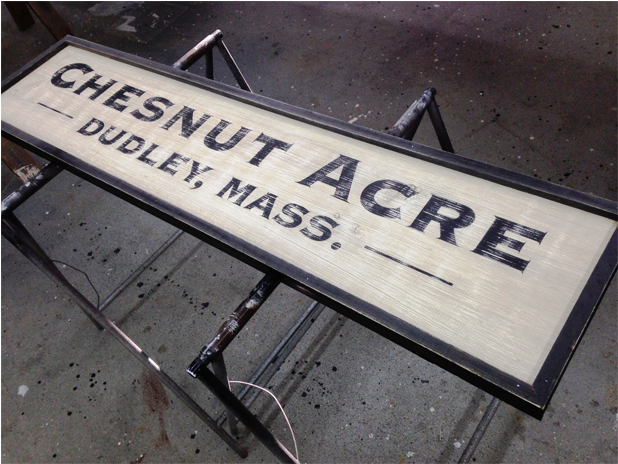 CHESNUT ACRE
— DUDLEY, MASS. —